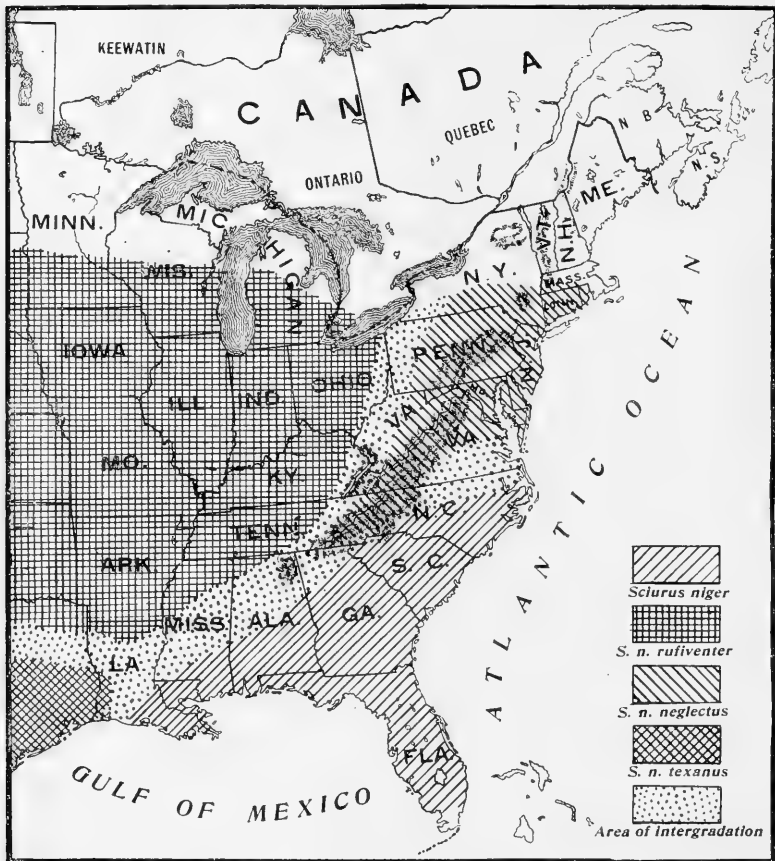 KEEWATIN
CANADA
QUEBEC
ONTARIO
N B
N. S.
ME.
MINN.
MICHIGAN
VT.
N.H.
N.Y.
MASS.
CONN.
WIS.
IOWA
PENN.
N.J.
OHIO
ILL.
IND.
VA.
VA.
MO.
KY.
TENN.
N.C.
ARK.
S. C.
MISS.
ALA.
GA.
LA
FLA.
ATLANTIC OCEAN
GULF OF MEXICO
Sciurus niger
S. n. rufiventer
S. n. neglectus
S. n. texanus
Area of Intergradation